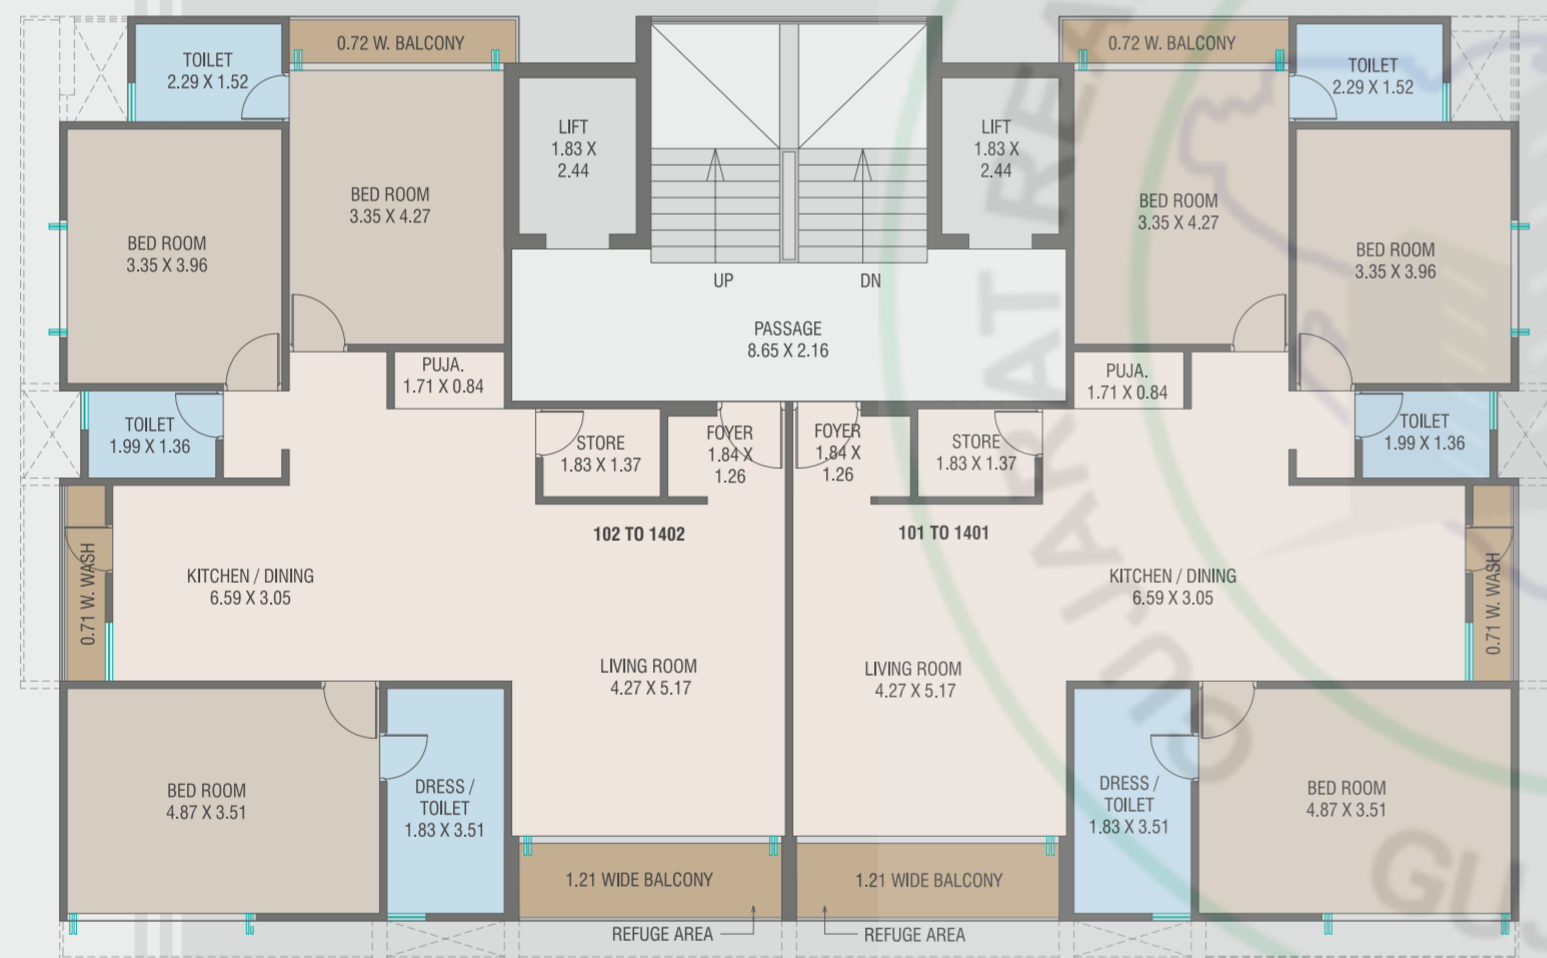 TOILET
2.29 X 1.52
0.72 W. BALCONY
LIFT
1.83 X
2.44
LIFT
1.83 X
2.44
0.72 W. BALCONY
TOILET
2.29 X 1.52
BED ROOM
3.35 X 3.96
BED ROOM
3.35 X 4.27
UP
DN
BED ROOM
3.35 X 4.27
BED ROOM
3.35 X 3.96
PASSAGE
8.65 X 2.16
PUJA.
1.71 X 0.84
PUJA.
1.71 X 0.84
TOILET
1.99 X 1.36
STORE
1.83 X 1.37
FOYER
1.84 X
1.26
FOYER
1.84 X
1.26
STORE
1.83 X 1.37
TOILET
1.99 X 1.36
102 TO 1402
101 TO 1401
0.71 W. WASH
KITCHEN / DINING
6.59 X 3.05
KITCHEN / DINING
6.59 X 3.05
0.71 W. WASH
LIVING ROOM
4.27 X 5.17
LIVING ROOM
4.27 X 5.17
BED ROOM
4.87 X 3.51
DRESS /
TOILET
1.83 X 3.51
DRESS /
TOILET
1.83 X 3.51
BED ROOM
4.87 X 3.51
1.21 WIDE BALCONY
1.21 WIDE BALCONY
REFUGE AREA
REFUGE AREA
GUJARAT REA
GUJ